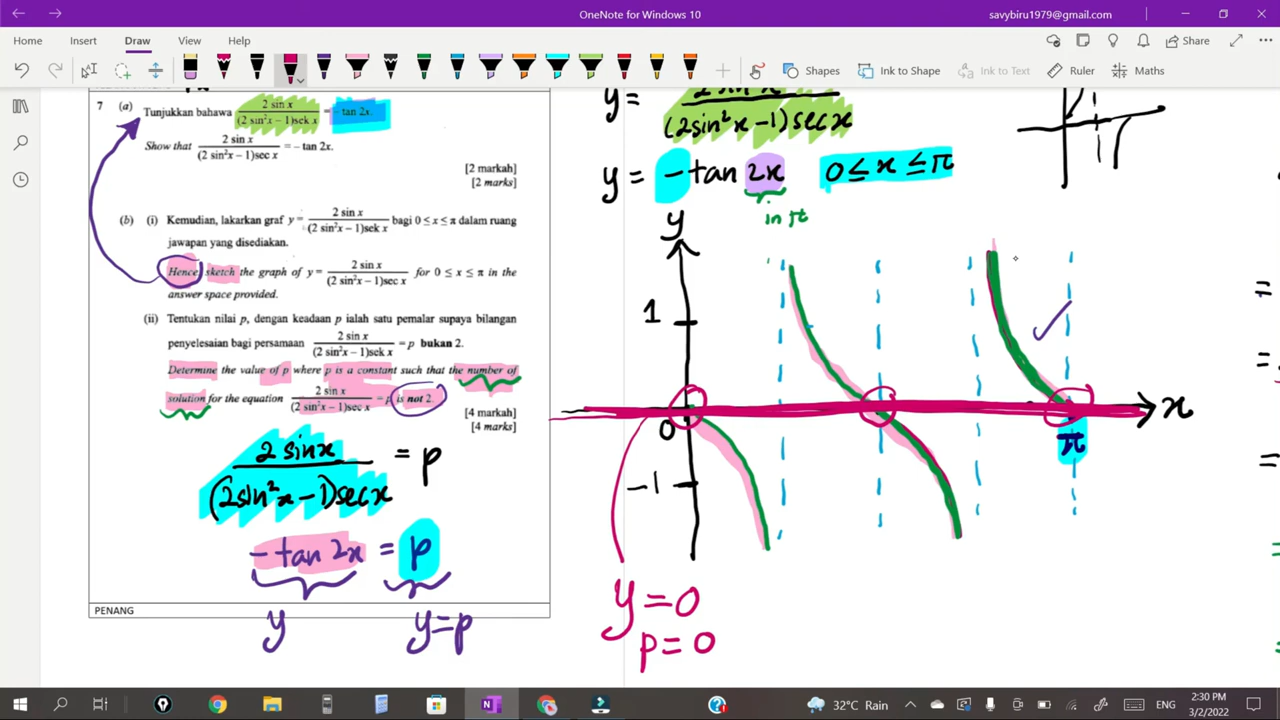 OneNote for Windows 10
savybiru1979@gmail.com
Home Insert Draw View Help
Share
Shapes Ink to Shape Ink to Text Ruler Maths
7 (a) Tunjukkan bahawa 2 sin x / (2 sin²x − 1)sek x = − tan 2x.
Show that 2 sin x / (2 sin²x − 1)sec x = − tan 2x.
[2 markah]
[2 marks]
(b) (i) Kemudian, lakarkan graf y = 2 sin x / (2 sin²x − 1)sek x bagi 0 ≤ x ≤ π dalam ruang
jawapan yang disediakan.
Hence sketch the graph of y = 2 sin x / (2 sin²x − 1)sec x for 0 ≤ x ≤ π in the
answer space provided.
(ii) Tentukan nilai p, dengan keadaan p ialah satu pemalar supaya bilangan
penyelesaian bagi persamaan 2 sin x / (2 sin²x − 1)sek x = p bukan 2.
Determine the value of p where p is a constant such that the number of
solution for the equation 2 sin x / (2 sin²x − 1)sec x = p is not 2.
[4 markah]
[4 marks]
2 sinx / (2sin²x − 1)secx = p
− tan 2x = p
y y=p
PENANG
y = (2sin²x − 1)secx
y = − tan 2x 0 ≤ x ≤ π
in π
y
1
0
−1
π
x
y = 0
p = 0
=
=
=
32°C Rain
ENG
2:30 PM
3/2/2022